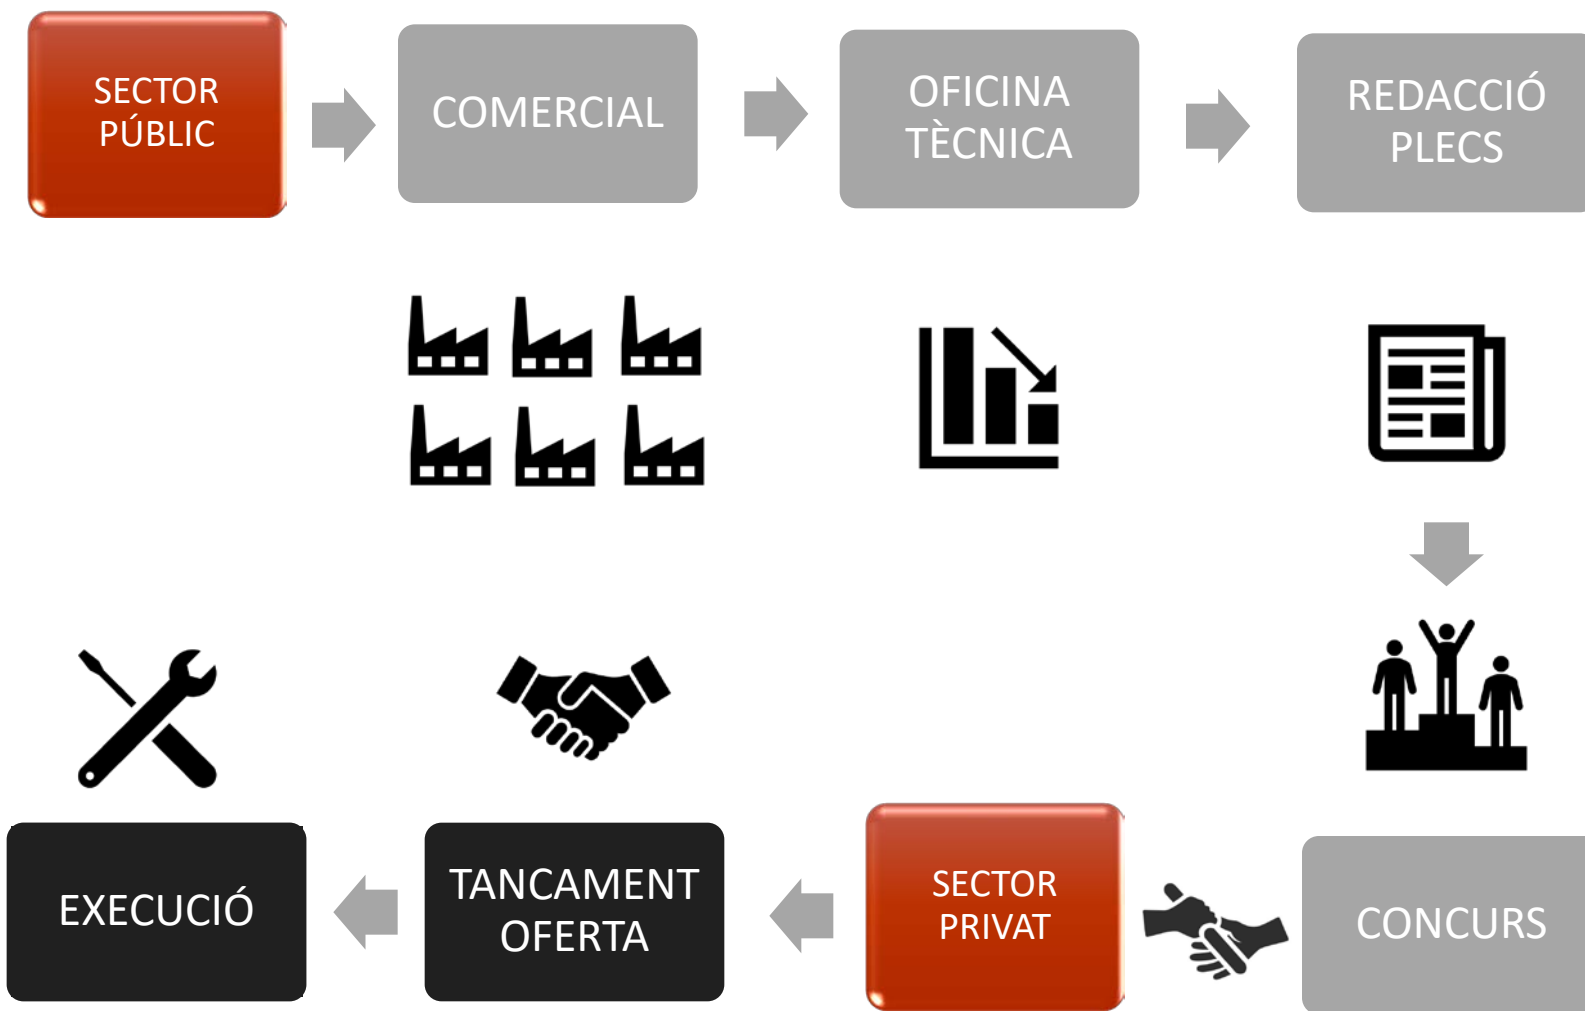 SECTOR
PÚBLIC
COMERCIAL
OFICINA
TÈCNICA
REDACCIÓ
PLECS
EXECUCIÓ
TANCAMENT
OFERTA
SECTOR
PRIVAT
CONCURS